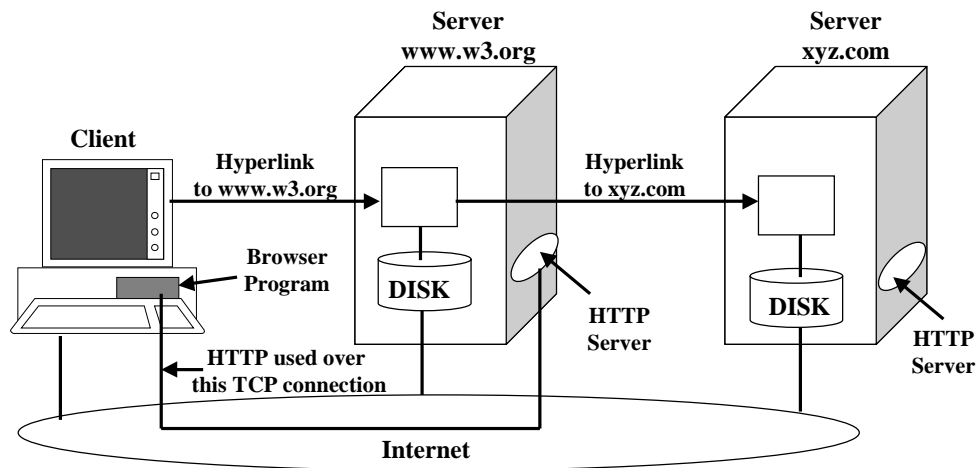 Server
www.w3.org
Server
xyz.com
Client
Hyperlink
to www.w3.org
Hyperlink
to xyz.com
Browser
Program
DISK
HTTP
Server
DISK
HTTP
Server
HTTP used over
this TCP connection
Internet